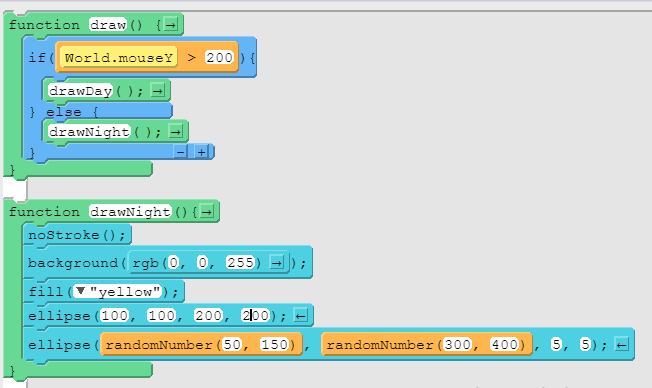 function draw() {
if( World.mouseY > 200 ){
drawDay();
} else {
drawNight();
}
}
function drawNight(){
noStroke();
background( rgb(0, 0, 255) );
fill( "yellow");
ellipse(100, 100, 200, 200);
ellipse( randomNumber(50, 150) , randomNumber(300, 400) , 5, 5);
}